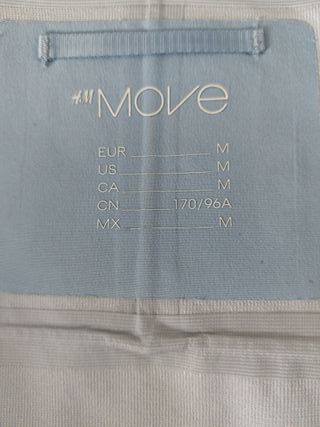 H&M MOVE
EUR M
US M
CA M
CN 170/96A
MX M